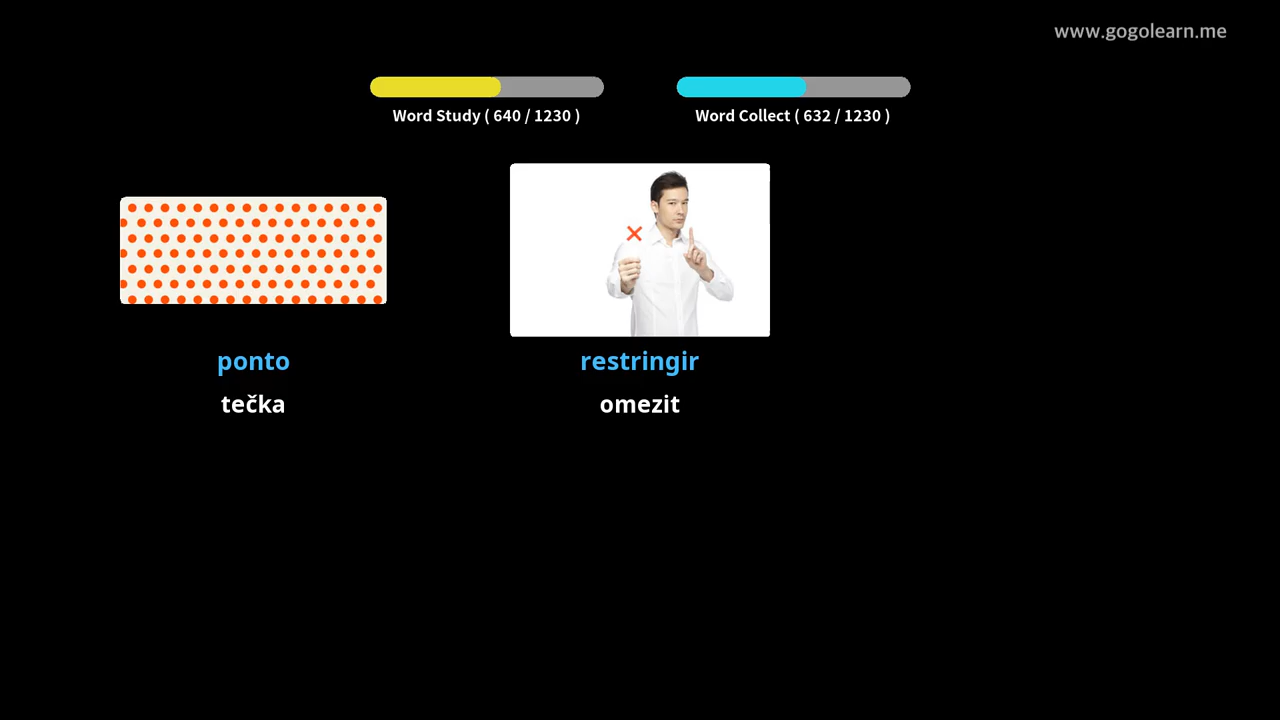 www.gogolearn.me
Word Study ( 640 / 1230 )
Word Collect ( 632 / 1230 )
ponto
restringir
tečka
omezit